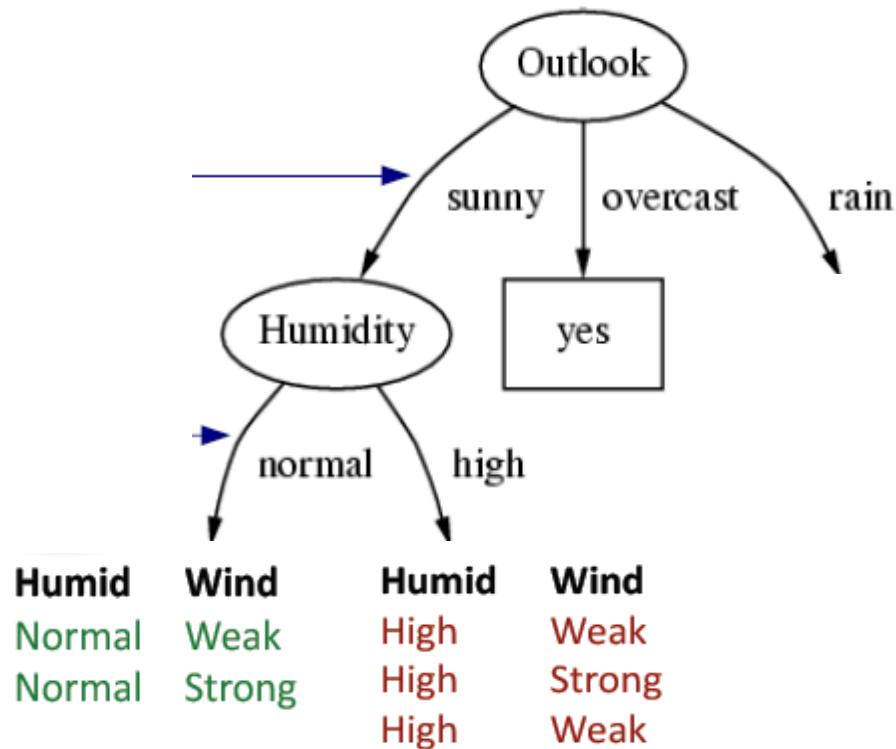 Outlook
sunny overcast rain
Humidity yes
normal high
Humid Wind Humid Wind
Normal Weak High Weak
Normal Strong High Strong
High Weak